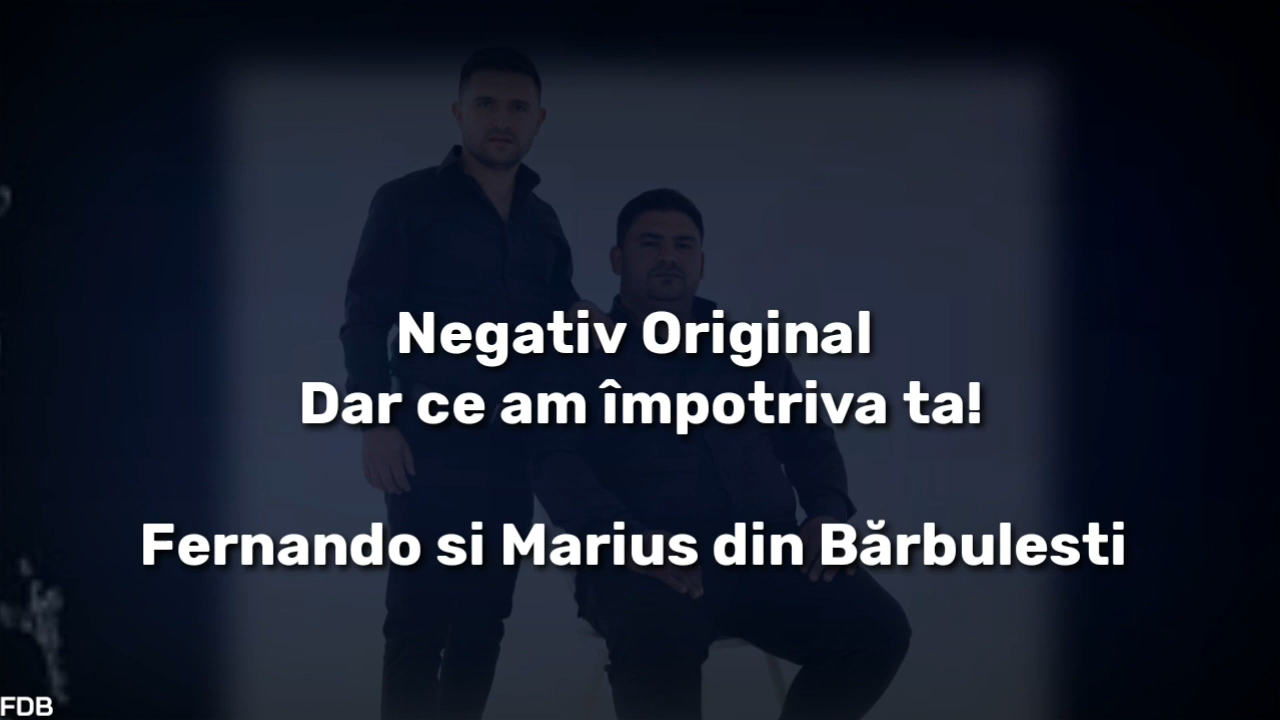 Negativ Original
Dar ce am împotriva ta!
Fernando si Marius din Bărbulesti
FDB